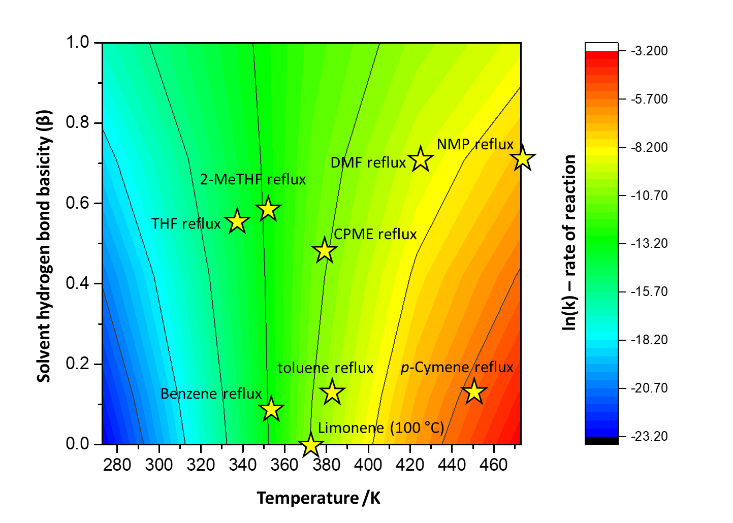 1.0
0.8
0.6
0.4
0.2
0.0
Solvent hydrogen bond basicity (β)
NMP reflux
DMF reflux
2-MeTHF reflux
THF reflux
CPME reflux
toluene reflux
p-Cymene reflux
Benzene reflux
Limonene (100 °C)
280 300 320 340 360 380 400 420 440 460
Temperature /K
-3.200
-5.700
-8.200
-10.70
-13.20
-15.70
-18.20
-20.70
-23.20
ln(k) – rate of reaction